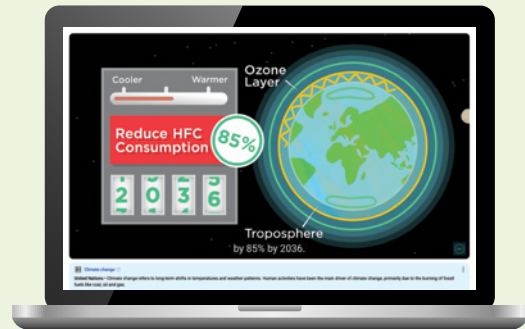 Cooler Warmer
Ozone
Layer
Reduce HFC
Consumption
85%
2 0 3 6
Troposphere
by 85% by 2036.
Climate change
United Nations • Climate change refers to long-term shifts in temperatures and weather patterns. Human activities have been the main driver of climate change, primarily due to the burning of fossil
fuels like coal, oil and gas.